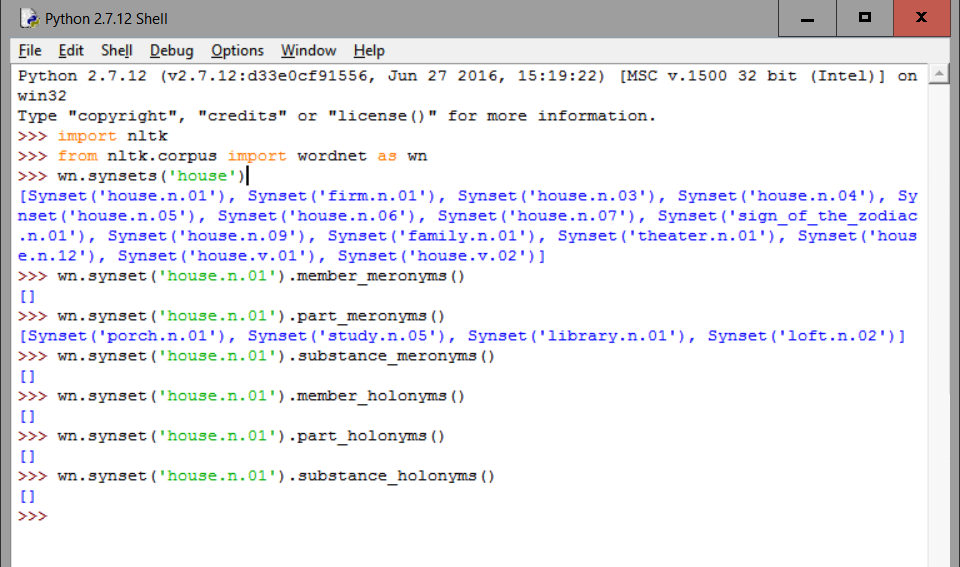 Python 2.7.12 Shell
File Edit Shell Debug Options Window Help
Python 2.7.12 (v2.7.12:d33e0cf91556, Jun 27 2016, 15:19:22) [MSC v.1500 32 bit (Intel)] on
win32
Type "copyright", "credits" or "license()" for more information.
>>> import nltk
>>> from nltk.corpus import wordnet as wn
>>> wn.synsets('house')
[Synset('house.n.01'), Synset('firm.n.01'), Synset('house.n.03'), Synset('house.n.04'), Sy
nset('house.n.05'), Synset('house.n.06'), Synset('house.n.07'), Synset('sign_of_the_zodiac
.n.01'), Synset('house.n.09'), Synset('family.n.01'), Synset('theater.n.01'), Synset('hous
e.n.12'), Synset('house.v.01'), Synset('house.v.02')]
>>> wn.synset('house.n.01').member_meronyms()
[]
>>> wn.synset('house.n.01').part_meronyms()
[Synset('porch.n.01'), Synset('study.n.05'), Synset('library.n.01'), Synset('loft.n.02')]
>>> wn.synset('house.n.01').substance_meronyms()
[]
>>> wn.synset('house.n.01').member_holonyms()
[]
>>> wn.synset('house.n.01').part_holonyms()
[]
>>> wn.synset('house.n.01').substance_holonyms()
[]
>>>